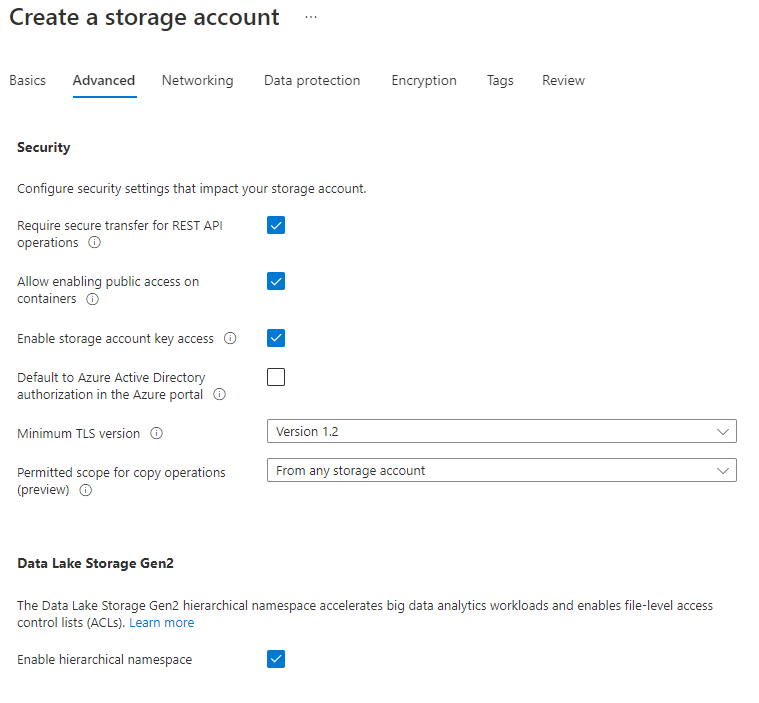 Create a storage account ...
Basics Advanced Networking Data protection Encryption Tags Review
Security
Configure security settings that impact your storage account.
Require secure transfer for REST API
operations
Allow enabling public access on
containers
Enable storage account key access
Default to Azure Active Directory
authorization in the Azure portal
Minimum TLS version
Version 1.2
Permitted scope for copy operations
(preview)
From any storage account
Data Lake Storage Gen2
The Data Lake Storage Gen2 hierarchical namespace accelerates big data analytics workloads and enables file-level access
control lists (ACLs). Learn more
Enable hierarchical namespace